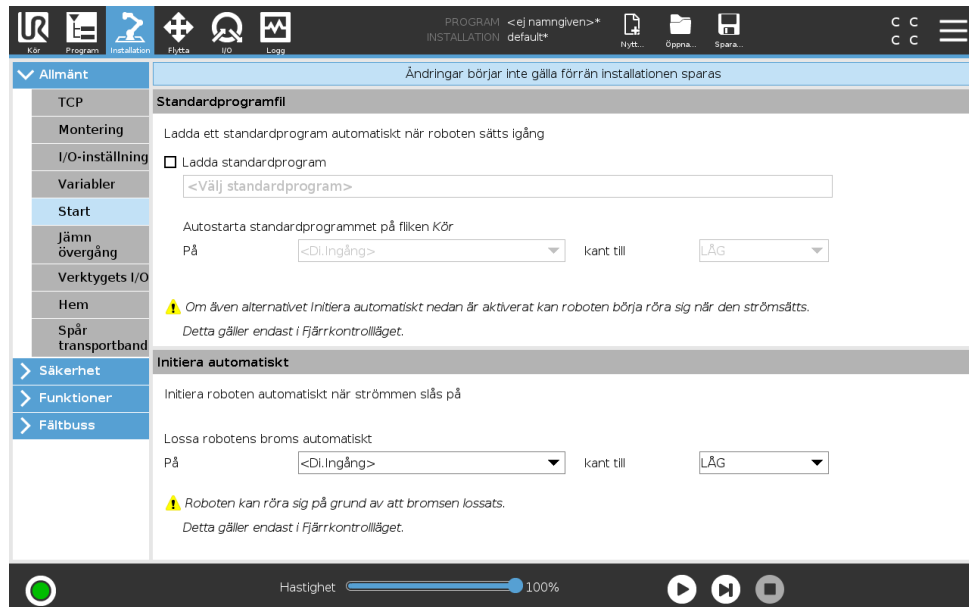 PROGRAM <ej namngiven>*
INSTALLATION default*
C C
C C
Kör Program Installation Flytta I/O Logg Nytt... Öppna... Spara...
Allmänt
TCP
Montering
I/O-inställning
Variabler
Start
Jämn
övergång
Verktygets I/O
Hem
Spår
transportband
Säkerhet
Funktioner
Fältbuss
Ändringar börjar inte gälla förrän installationen sparas
Standardprogramfil
Ladda ett standardprogram automatiskt när roboten sätts igång
Ladda standardprogram
<Välj standardprogram>
Autostarta standardprogrammet på fliken Kör
På <Di.Ingång> kant till LÅG
Om även alternativet Initiera automatiskt nedan är aktiverat kan roboten börja röra sig när den strömsätts.
Detta gäller endast i Fjärrkontrollläget.
Initiera automatiskt
Initiera roboten automatiskt när strömmen slås på
Lossa robotens broms automatiskt
På <Di.Ingång> kant till LÅG
Roboten kan röra sig på grund av att bromsen lossats.
Detta gäller endast i Fjärrkontrollläget.
Hastighet 100%